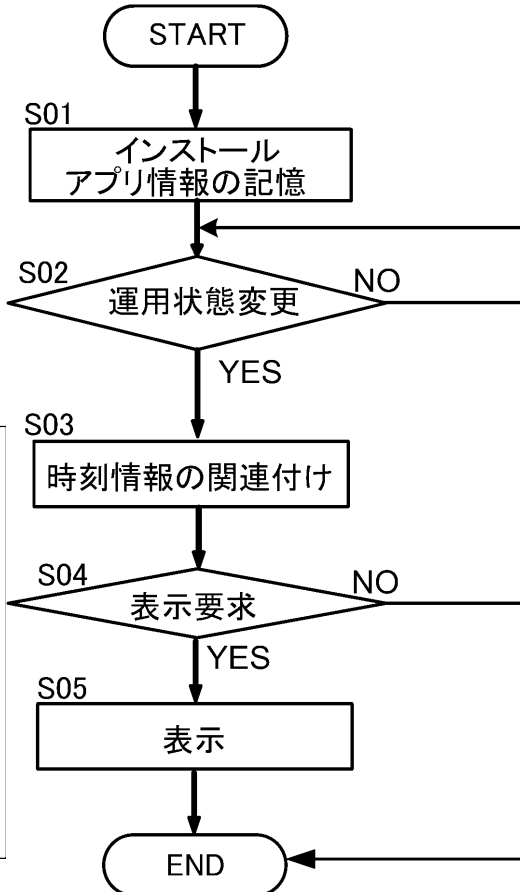 START
S01
インストール
アプリ情報の記憶
S02
運用状態変更
NO
YES
S03
時刻情報の関連付け
S04
表示要求
NO
YES
S05
表示
END